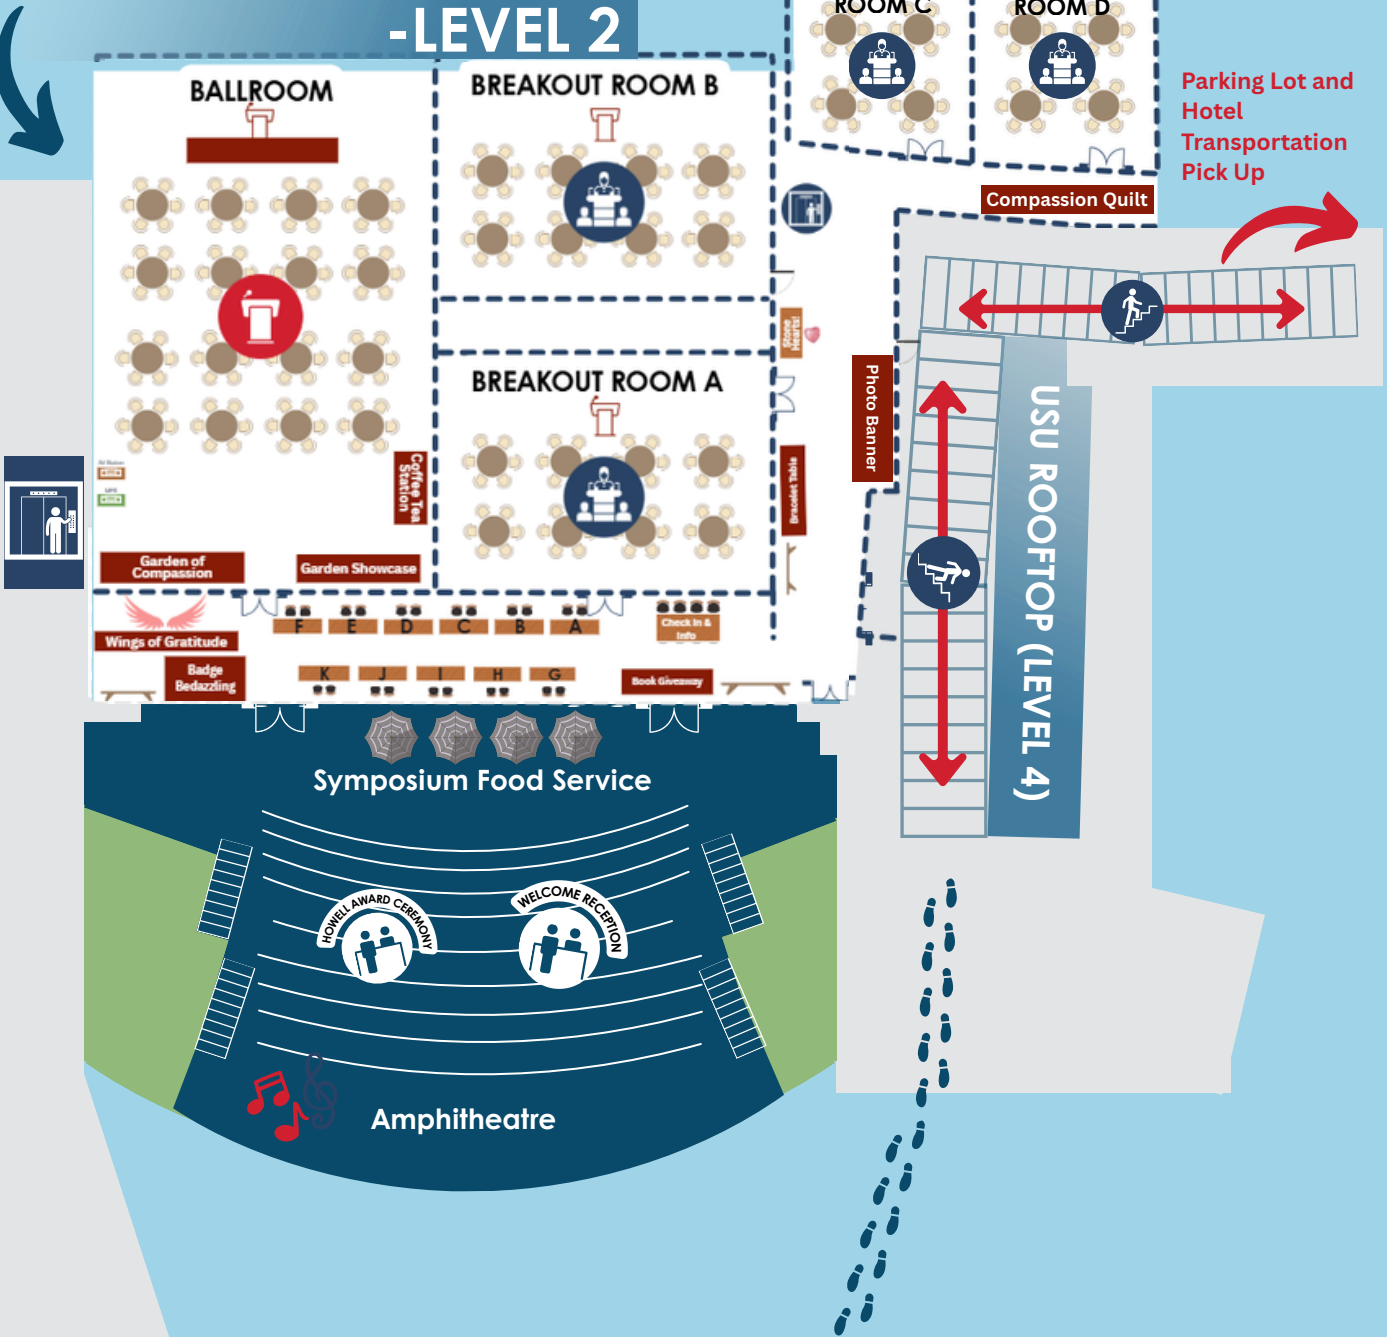 -LEVEL 2
ROOM C
ROOM D
BALLROOM
BREAKOUT ROOM B
Parking Lot and
Hotel
Transportation
Pick Up
Compassion Quilt
Stone
Hearts!
BREAKOUT ROOM A
Photo Banner
USU ROOFTOP (LEVEL 4)
Coffee Tea
Station
Bracelet Table
Garden of
Compassion
Garden Showcase
F
E
D
C
B
A
Check In &
Info
Wings of Gratitude
Badge
Bedazzling
K
J
I
H
G
Book Giveaway
Symposium Food Service
HOWELL AWARD CEREMONY
WELCOME RECEPTION
Amphitheatre